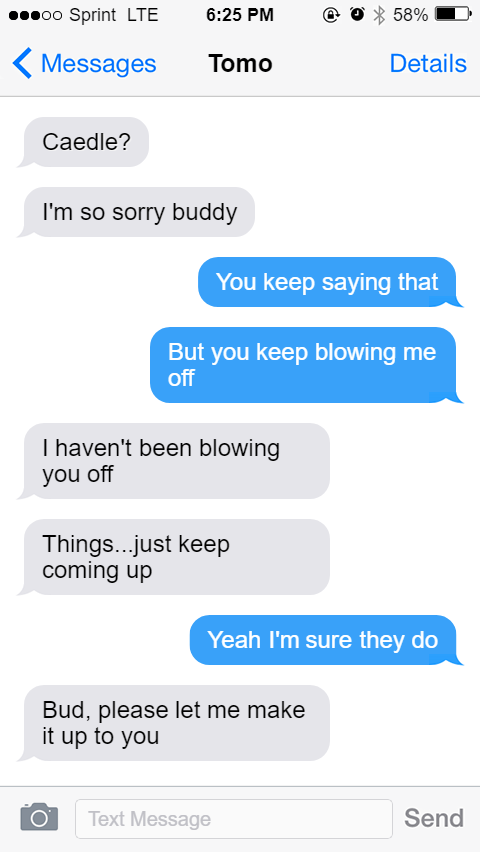 Sprint LTE 6:25 PM 58%
Messages Tomo Details
Caedle?
I'm so sorry buddy
You keep saying that
But you keep blowing me
off
I haven't been blowing
you off
Things...just keep
coming up
Yeah I'm sure they do
Bud, please let me make
it up to you
Text Message Send